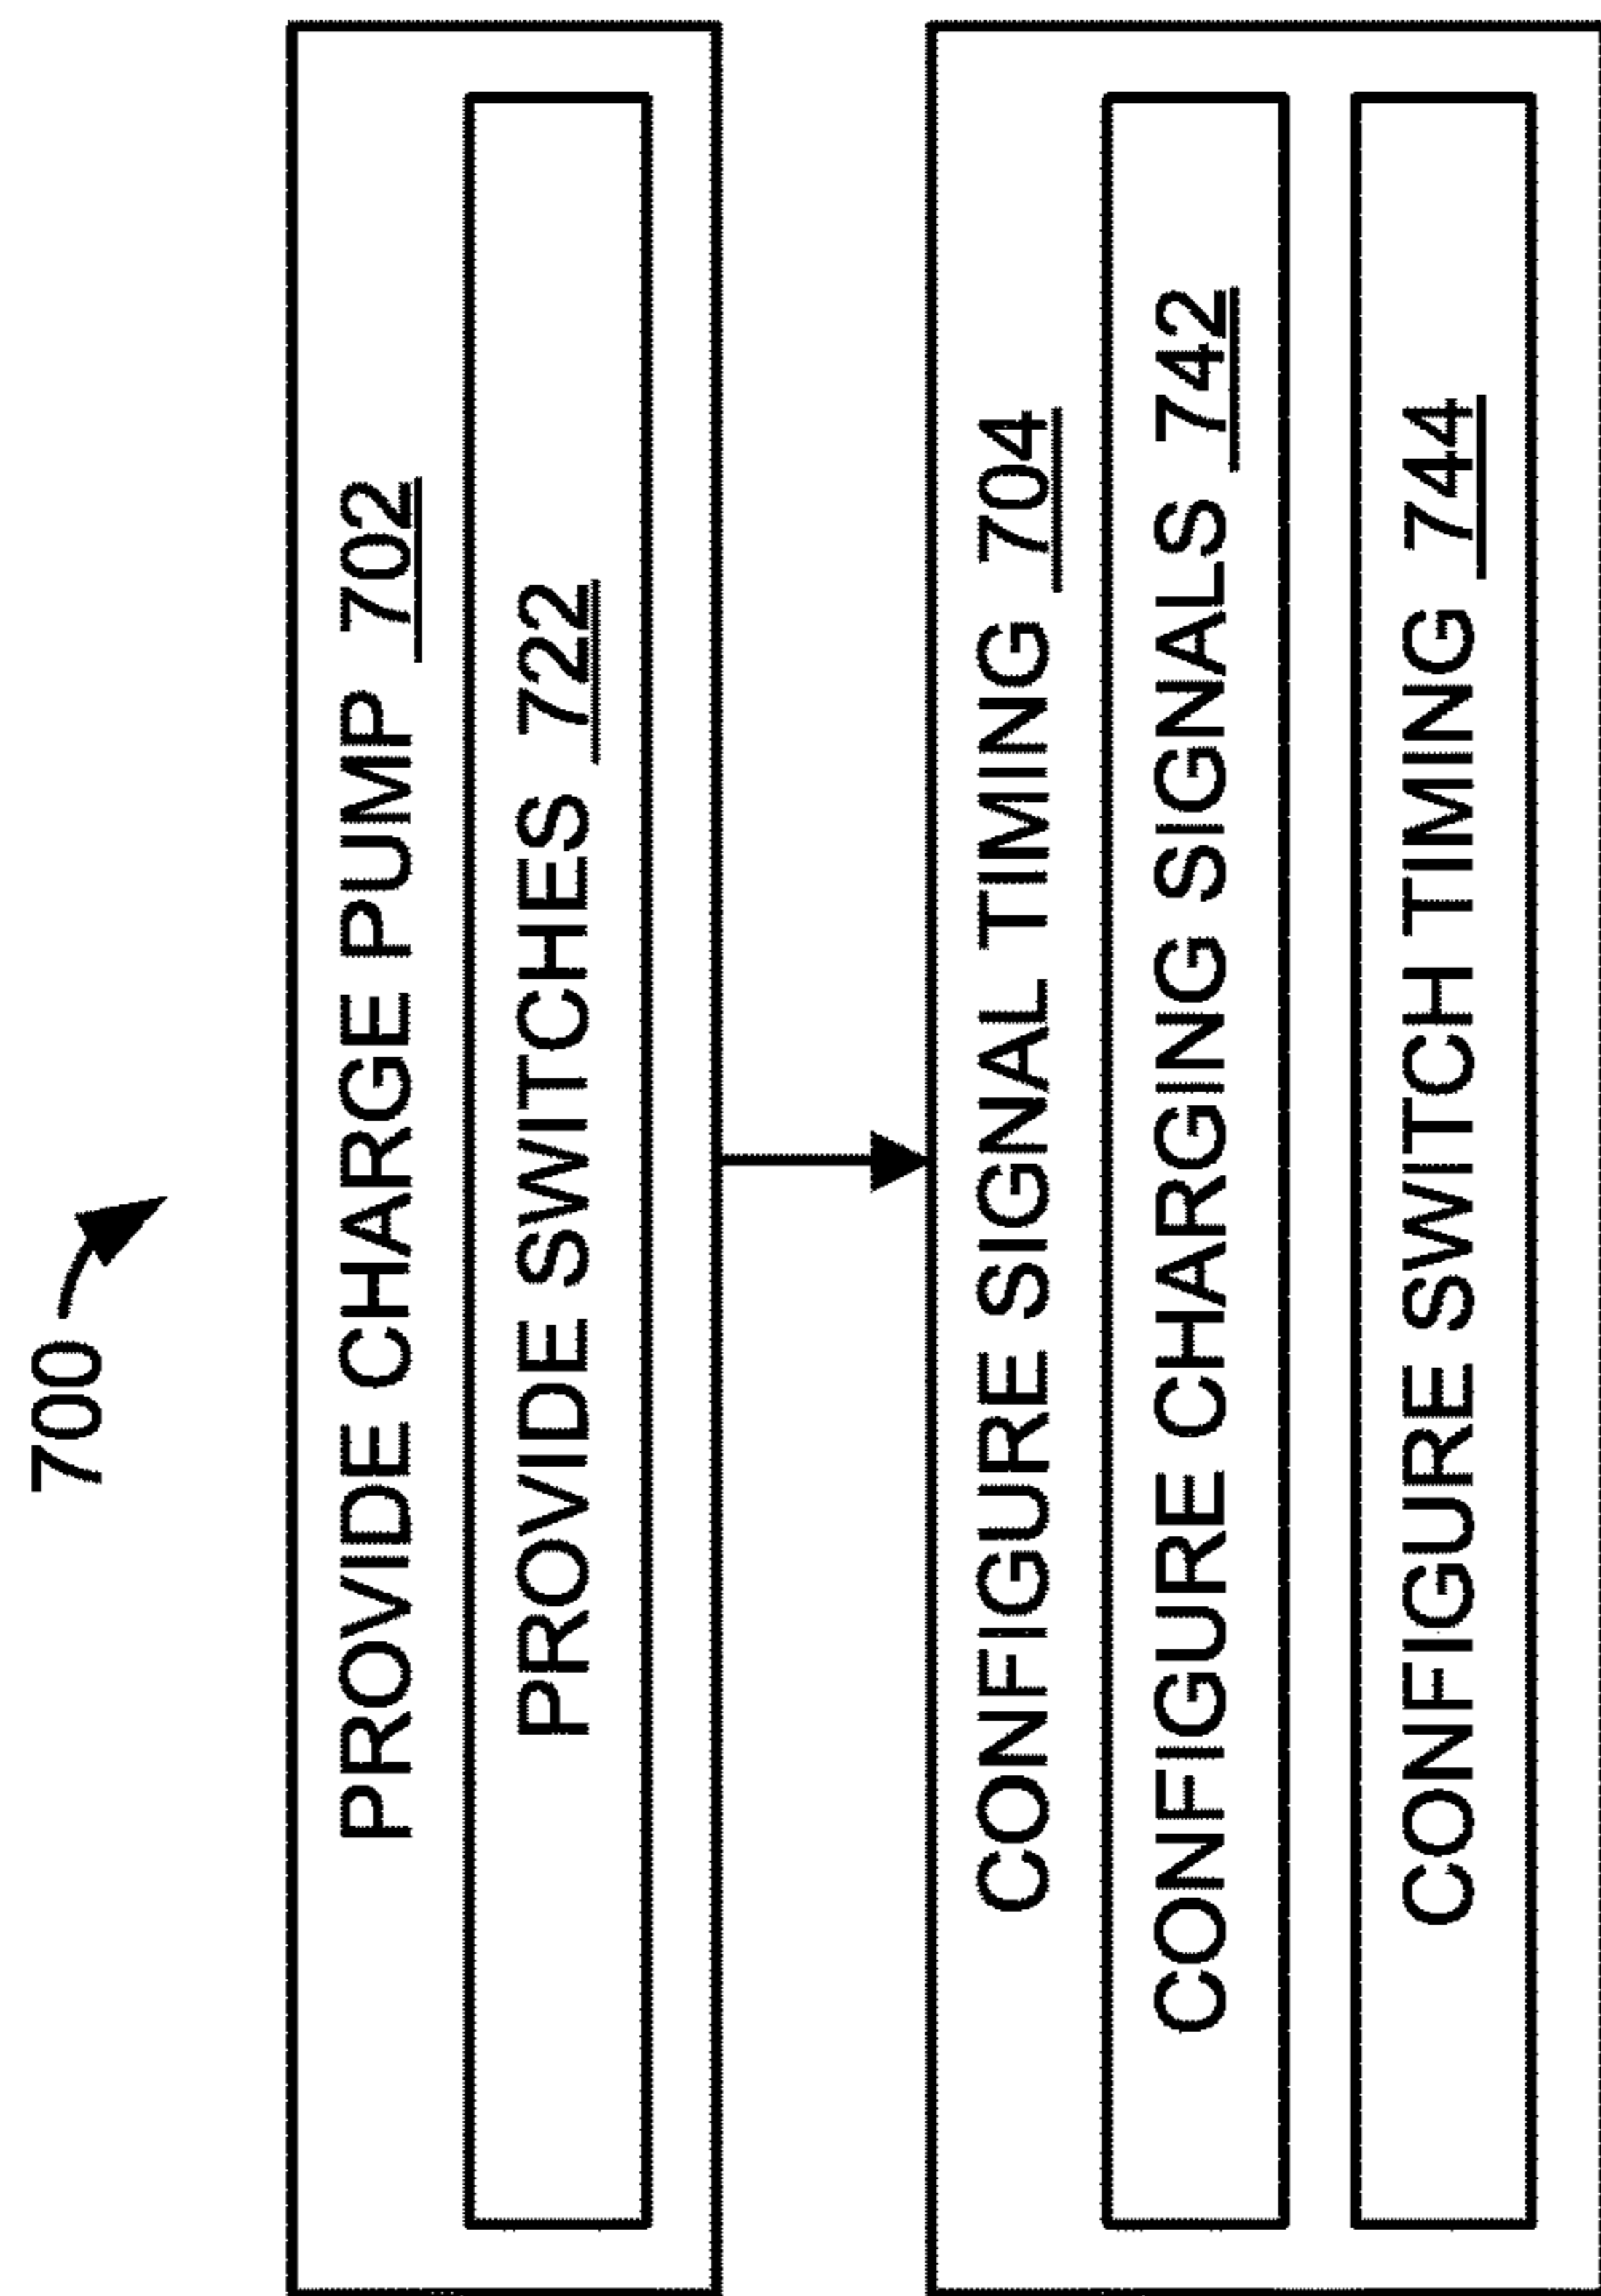 700
PROVIDE CHARGE PUMP 702
PROVIDE SWITCHES 722
CONFIGURE SIGNAL TIMING 704
CONFIGURE CHARGING SIGNALS 742
CONFIGURE SWITCH TIMING 744